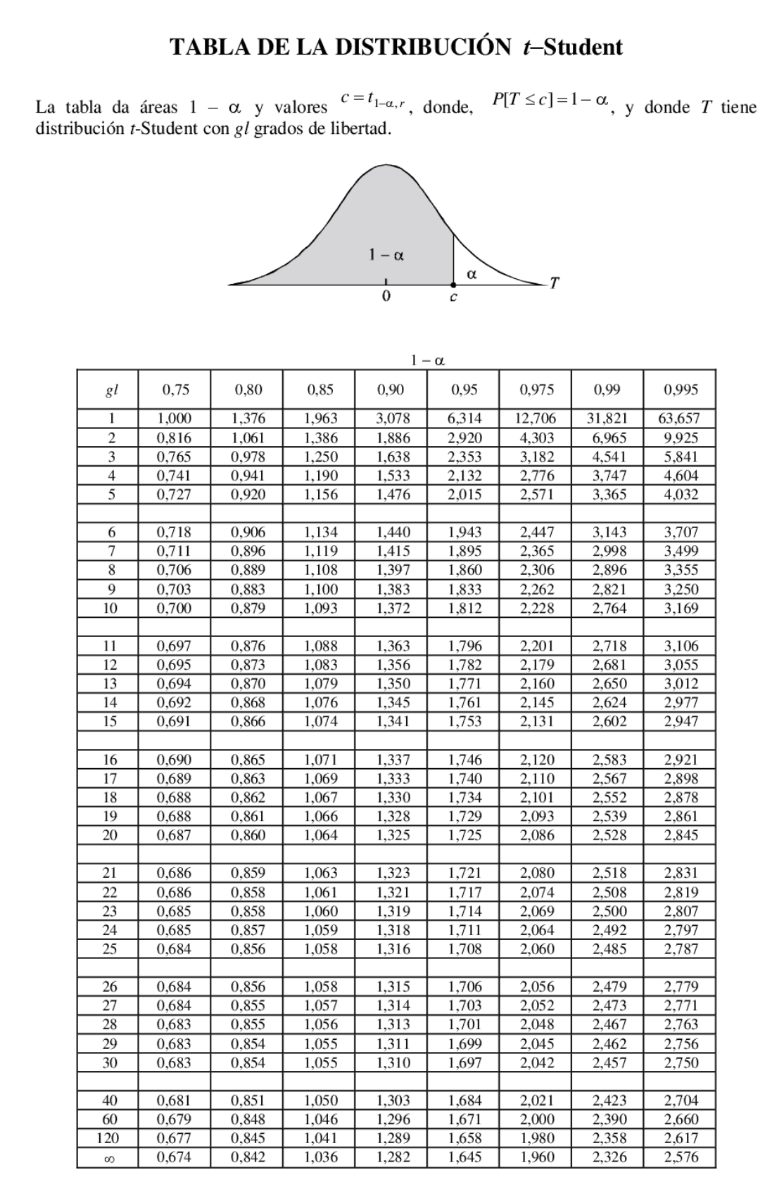 TABLA DE LA DISTRIBUCIÓN t–Student
La tabla da áreas 1 – α y valores c = t1−α,r, donde, P[T ≤ c] = 1 − α, y donde T tiene
distribución t-Student con gl grados de libertad.
1 – α
α
T
0
c
1 – α
gl 0,75 0,80 0,85 0,90 0,95 0,975 0,99 0,995
1 1,000 1,376 1,963 3,078 6,314 12,706 31,821 63,657
2 0,816 1,061 1,386 1,886 2,920 4,303 6,965 9,925
3 0,765 0,978 1,250 1,638 2,353 3,182 4,541 5,841
4 0,741 0,941 1,190 1,533 2,132 2,776 3,747 4,604
5 0,727 0,920 1,156 1,476 2,015 2,571 3,365 4,032
6 0,718 0,906 1,134 1,440 1,943 2,447 3,143 3,707
7 0,711 0,896 1,119 1,415 1,895 2,365 2,998 3,499
8 0,706 0,889 1,108 1,397 1,860 2,306 2,896 3,355
9 0,703 0,883 1,100 1,383 1,833 2,262 2,821 3,250
10 0,700 0,879 1,093 1,372 1,812 2,228 2,764 3,169
11 0,697 0,876 1,088 1,363 1,796 2,201 2,718 3,106
12 0,695 0,873 1,083 1,356 1,782 2,179 2,681 3,055
13 0,694 0,870 1,079 1,350 1,771 2,160 2,650 3,012
14 0,692 0,868 1,076 1,345 1,761 2,145 2,624 2,977
15 0,691 0,866 1,074 1,341 1,753 2,131 2,602 2,947
16 0,690 0,865 1,071 1,337 1,746 2,120 2,583 2,921
17 0,689 0,863 1,069 1,333 1,740 2,110 2,567 2,898
18 0,688 0,862 1,067 1,330 1,734 2,101 2,552 2,878
19 0,688 0,861 1,066 1,328 1,729 2,093 2,539 2,861
20 0,687 0,860 1,064 1,325 1,725 2,086 2,528 2,845
21 0,686 0,859 1,063 1,323 1,721 2,080 2,518 2,831
22 0,686 0,858 1,061 1,321 1,717 2,074 2,508 2,819
23 0,685 0,858 1,060 1,319 1,714 2,069 2,500 2,807
24 0,685 0,857 1,059 1,318 1,711 2,064 2,492 2,797
25 0,684 0,856 1,058 1,316 1,708 2,060 2,485 2,787
26 0,684 0,856 1,058 1,315 1,706 2,056 2,479 2,779
27 0,684 0,855 1,057 1,314 1,703 2,052 2,473 2,771
28 0,683 0,855 1,056 1,313 1,701 2,048 2,467 2,763
29 0,683 0,854 1,055 1,311 1,699 2,045 2,462 2,756
30 0,683 0,854 1,055 1,310 1,697 2,042 2,457 2,750
40 0,681 0,851 1,050 1,303 1,684 2,021 2,423 2,704
60 0,679 0,848 1,046 1,296 1,671 2,000 2,390 2,660
120 0,677 0,845 1,041 1,289 1,658 1,980 2,358 2,617
∞ 0,674 0,842 1,036 1,282 1,645 1,960 2,326 2,576